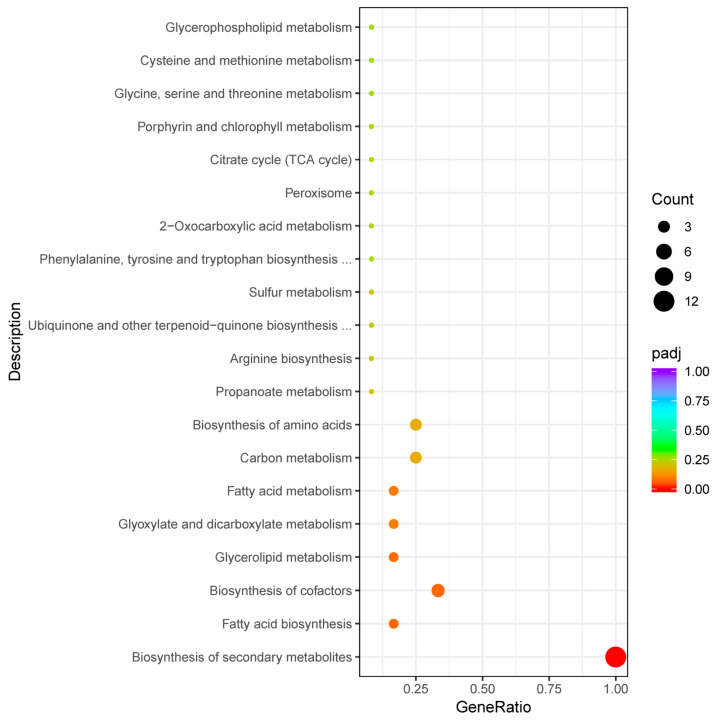 Glycerophospholipid metabolism
Cysteine and methionine metabolism
Glycine, serine and threonine metabolism
Porphyrin and chlorophyll metabolism
Citrate cycle (TCA cycle)
Peroxisome
2−Oxocarboxylic acid metabolism
Phenylalanine, tyrosine and tryptophan biosynthesis ...
Sulfur metabolism
Ubiquinone and other terpenoid−quinone biosynthesis ...
Arginine biosynthesis
Propanoate metabolism
Biosynthesis of amino acids
Carbon metabolism
Fatty acid metabolism
Glyoxylate and dicarboxylate metabolism
Glycerolipid metabolism
Biosynthesis of cofactors
Fatty acid biosynthesis
Biosynthesis of secondary metabolites
Description
0.25 0.50 0.75 1.00
GeneRatio
Count
3
6
9
12
padj
1.00
0.75
0.50
0.25
0.00